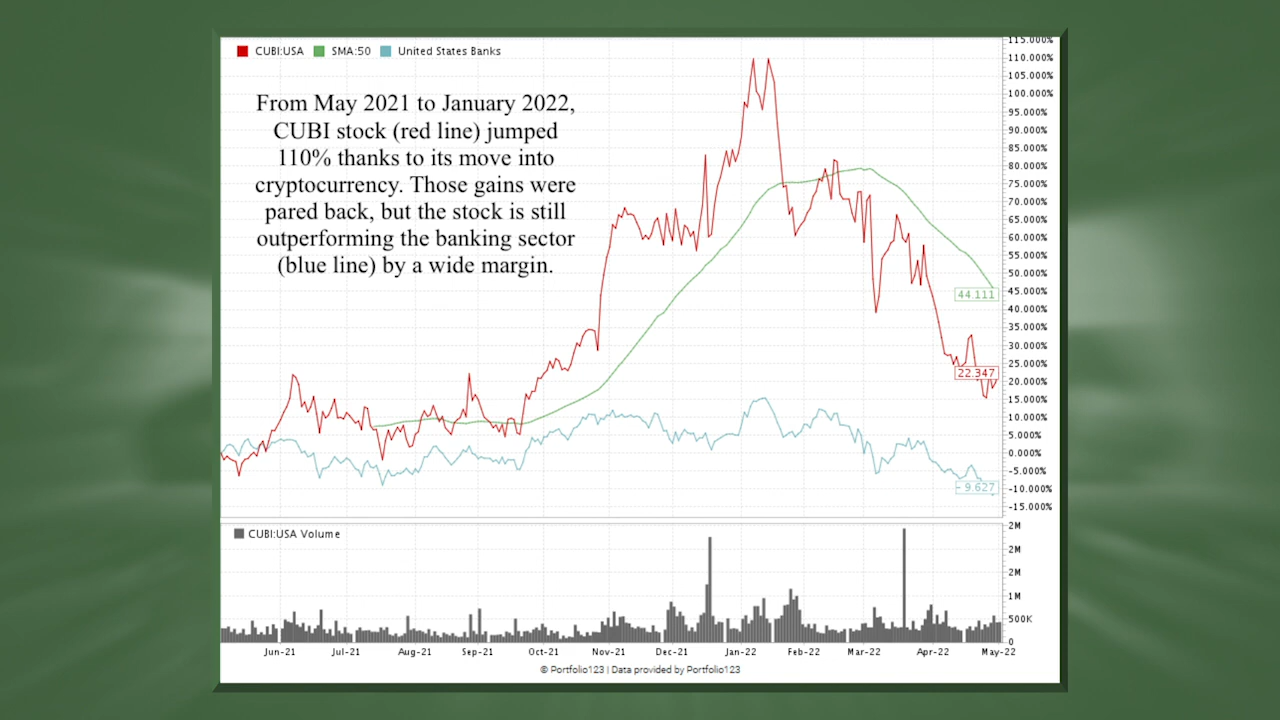 CUBI:USA SMA:50 United States Banks
From May 2021 to January 2022,
CUBI stock (red line) jumped
110% thanks to its move into
cryptocurrency. Those gains were
pared back, but the stock is still
outperforming the banking sector
(blue line) by a wide margin.
115.000%
110.000%
105.000%
100.000%
95.000%
90.000%
85.000%
80.000%
75.000%
70.000%
65.000%
60.000%
55.000%
50.000%
45.000%
44.111
40.000%
35.000%
30.000%
25.000%
22.347
20.000%
15.000%
10.000%
5.000%
0.000%
-5.000%
- 9.627
-10.000%
-15.000%
CUBI:USA Volume
2M
2M
2M
1M
500K
0
Jun-21 Jul-21 Aug-21 Sep-21 Oct-21 Nov-21 Dec-21 Jan-22 Feb-22 Mar-22 Apr-22 May-22
© Portfolio123 | Data provided by Portfolio123